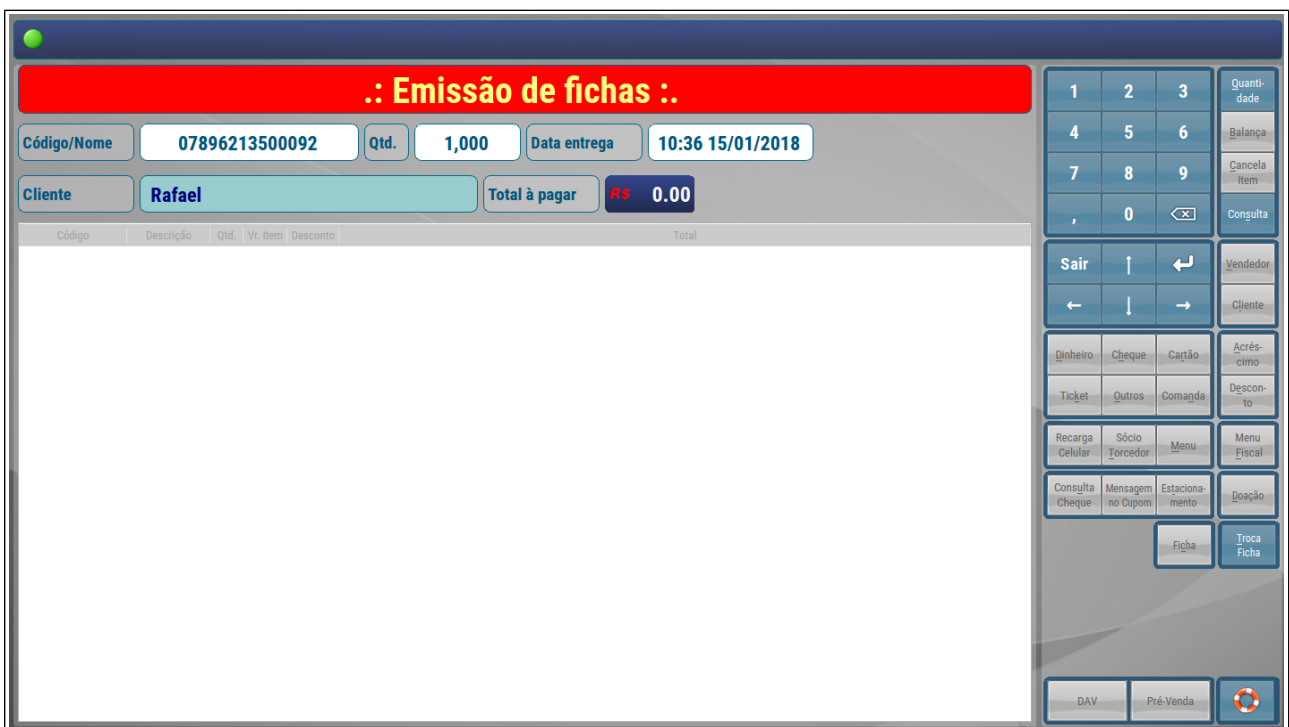 .: Emissão de fichas :.
Código/Nome 07896213500092 Qtd. 1,000 Data entrega 10:36 15/01/2018
Cliente Rafael Total à pagar R$ 0.00
Código Descrição Qtd. Vr. Item Desconto Total
1 2 3 Quanti-
dade
4 5 6 Balança
7 8 9 Cancela
Item
, 0 Consulta
Sair ↑ ↵ Vendedor
← ↓ → Cliente
Dinheiro Cheque Cartão Acrés-
cimo
Ticket Outros Comanda Descon-
to
Recarga Sócio Menu Menu
Celular Torcedor Fiscal
Consulta Mensagem Estaciona- Doação
Cheque no Cupom mento
Ficha Troca
Ficha
DAV Pré-Venda